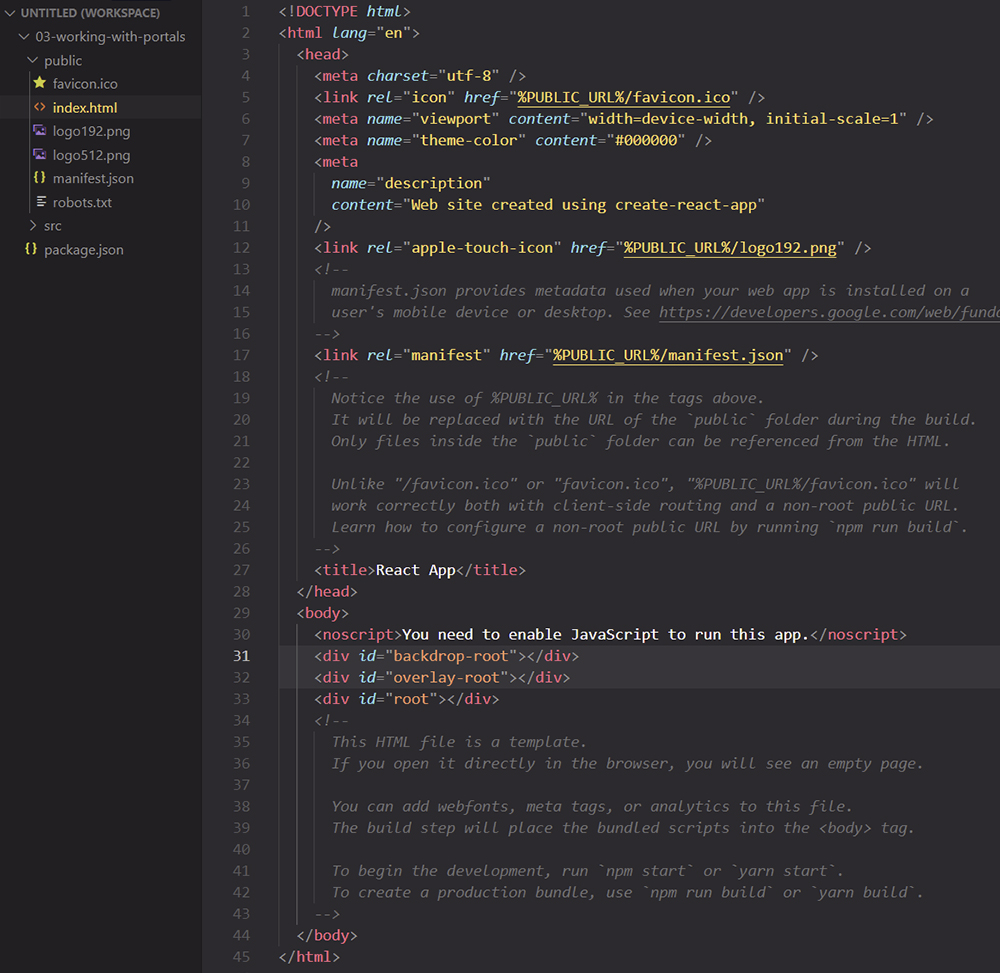 UNTITLED (WORKSPACE)
03-working-with-portals
public
favicon.ico
index.html
logo192.png
logo512.png
manifest.json
robots.txt
src
package.json
1 <!DOCTYPE html>
2 <html lang="en">
3 <head>
4 <meta charset="utf-8" />
5 <link rel="icon" href="%PUBLIC_URL%/favicon.ico" />
6 <meta name="viewport" content="width=device-width, initial-scale=1" />
7 <meta name="theme-color" content="#000000" />
8 <meta
9 name="description"
10 content="Web site created using create-react-app"
11 />
12 <link rel="apple-touch-icon" href="%PUBLIC_URL%/logo192.png" />
13 <!--
14 manifest.json provides metadata used when your web app is installed on a
15 user's mobile device or desktop. See https://developers.google.com/web/fundo
16 -->
17 <link rel="manifest" href="%PUBLIC_URL%/manifest.json" />
18 <!--
19 Notice the use of %PUBLIC_URL% in the tags above.
20 It will be replaced with the URL of the `public` folder during the build.
21 Only files inside the `public` folder can be referenced from the HTML.
22
23 Unlike "/favicon.ico" or "favicon.ico", "%PUBLIC_URL%/favicon.ico" will
24 work correctly both with client-side routing and a non-root public URL.
25 Learn how to configure a non-root public URL by running `npm run build`.
26 -->
27 <title>React App</title>
28 </head>
29 <body>
30 <noscript>You need to enable JavaScript to run this app.</noscript>
31 <div id="backdrop-root"></div>
32 <div id="overlay-root"></div>
33 <div id="root"></div>
34 <!--
35 This HTML file is a template.
36 If you open it directly in the browser, you will see an empty page.
37
38 You can add webfonts, meta tags, or analytics to this file.
39 The build step will place the bundled scripts into the <body> tag.
40
41 To begin the development, run `npm start` or `yarn start`.
42 To create a production bundle, use `npm run build` or `yarn build`.
43 -->
44 </body>
45 </html>